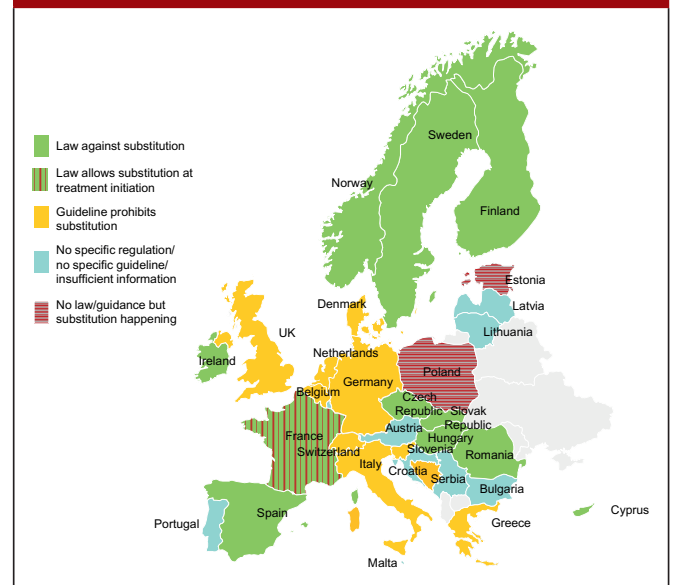 Law against substitution
Law allows substitution at
treatment initiation
Guideline prohibits
substitution
No specific regulation/
no specific guideline/
insufficient information
No law/guidance but
substitution happening
Sweden
Norway
Finland
Estonia
Latvia
Lithuania
Denmark
UK
Ireland
Netherlands
Germany
Poland
Belgium
Czech
Republic
Slovak
Republic
Austria
France
Switzerland
Hungary
Slovenia
Romania
Italy
Croatia
Serbia
Bulgaria
Spain
Portugal
Greece
Cyprus
Malta